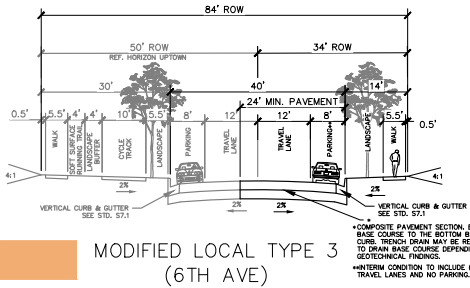 84' ROW
50' ROW
REF. HORIZON UPTOWN
34' ROW
30'
40'
14'
24' MIN. PAVEMENT
0.5'
5.5'
4'
4'
10'
5.5'
8'
12'
12'
8'
5.5'
0.5'
WALK
SOFT SURFACE
RUNNING TRAIL
LANDSCAPE
BUFFER
CYCLE
TRACK
LANDSCAPE
PARKING
TRAVEL
LANE
TRAVEL
LANE
PARKING**
LANDSCAPE
WALK
4:1
2%
2%
4:1
VERTICAL CURB & GUTTER
SEE STD. S7.1
2%
2%
VERTICAL CURB & GUTTER
SEE STD. S7.1
*
*COMPOSITE PAVEMENT SECTION,
BASE COURSE TO THE BOTTOM
CURB. TRENCH DRAIN MAY BE
TO DRAIN BASE COURSE
GEOTECHNICAL FINDINGS.
**INTERIM CONDITION TO INCLUDE
TRAVEL LANES AND NO PARKING.
MODIFIED LOCAL TYPE 3
(6TH AVE)